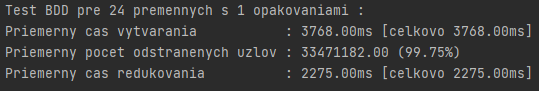 Test BDD pre 24 premennych s 1 opakovaniami :
Priemerny cas vytvarania : 3768.00ms [celkovo 3768.00ms]
Priemerny pocet odstranenych uzlov : 33471182.00 (99.75%)
Priemerny cas redukovania : 2275.00ms [celkovo 2275.00ms]